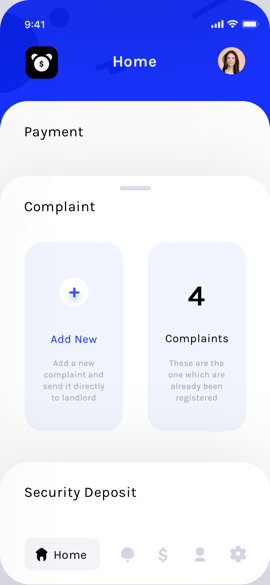 9:41
$
Home
Payment
Complaint
+
Add New
Add a new
complaint and
send it directly
to landlord
4
Complaints
These are the
one which are
already been
registered
Security Deposit
Home
$